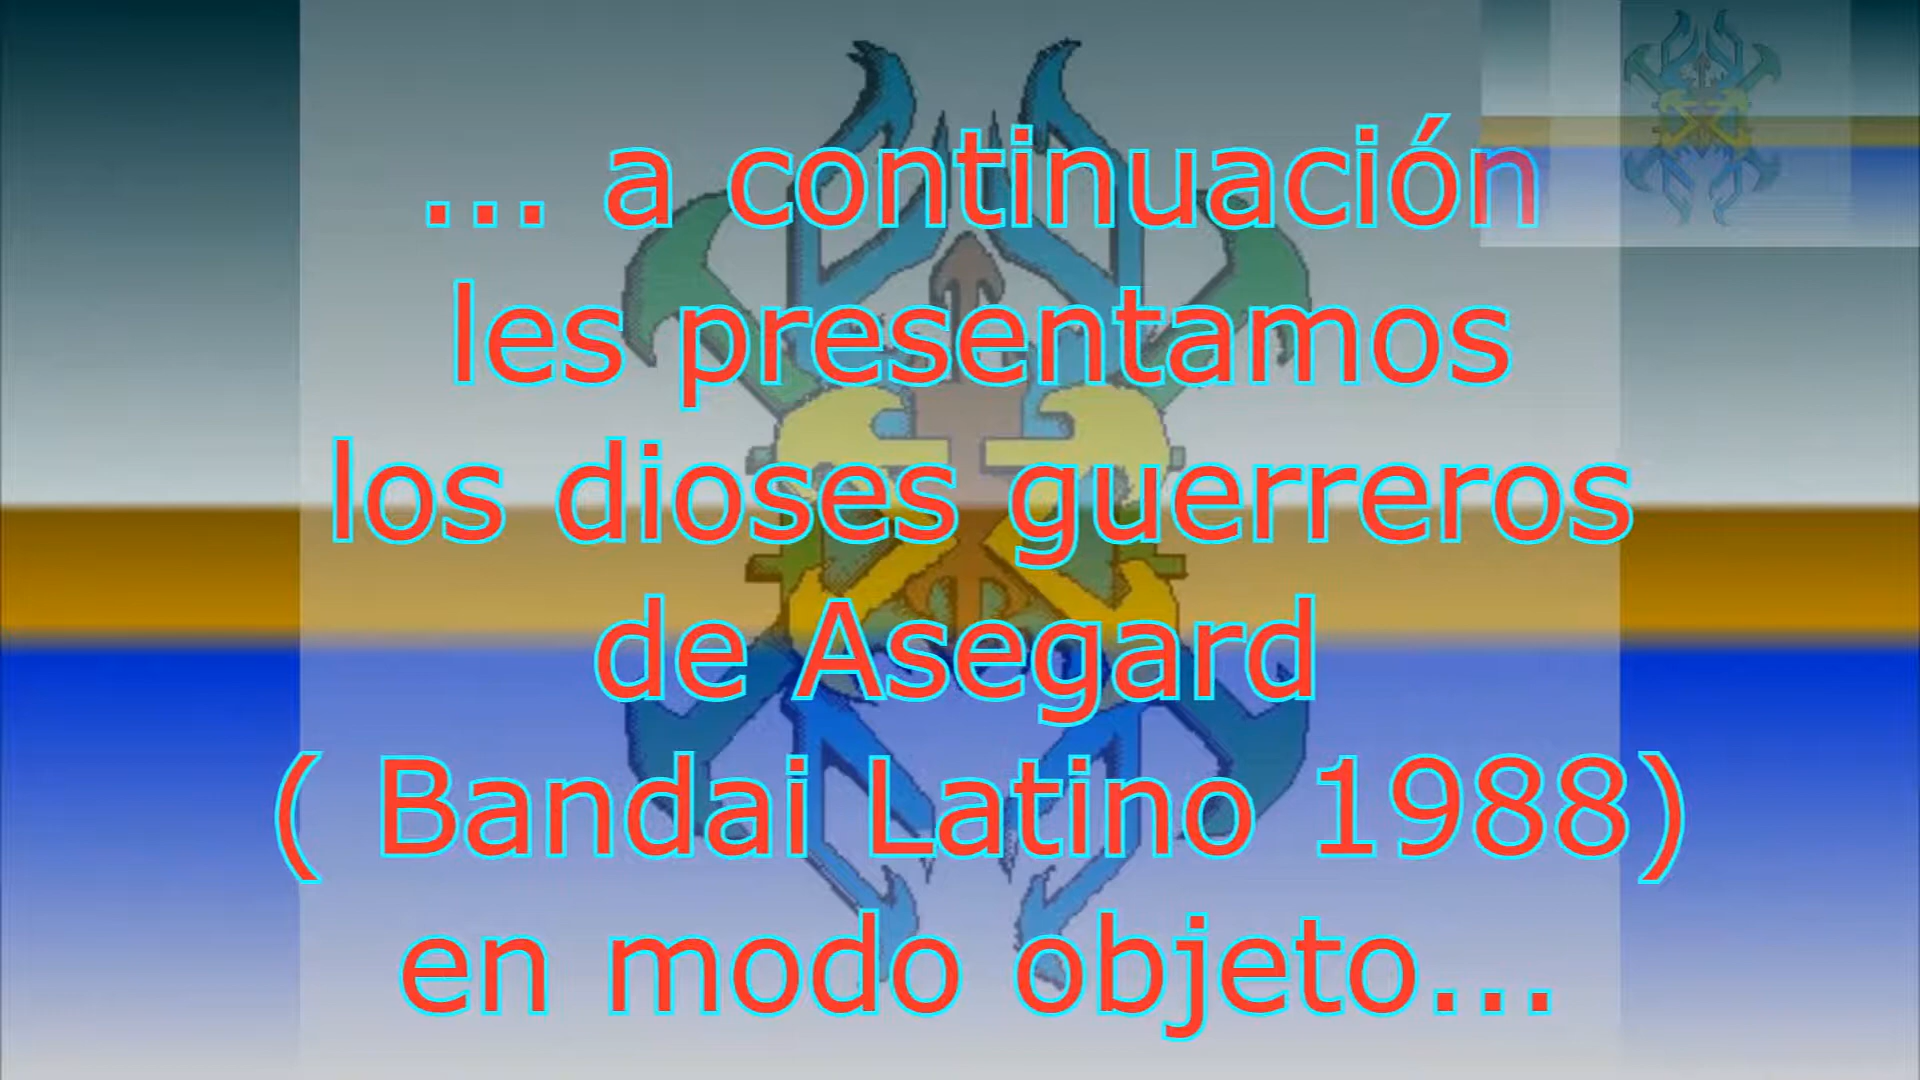 ... a continuación
les presentamos
los dioses guerreros
de Asegard
( Bandai Latino 1988)
en modo objeto...